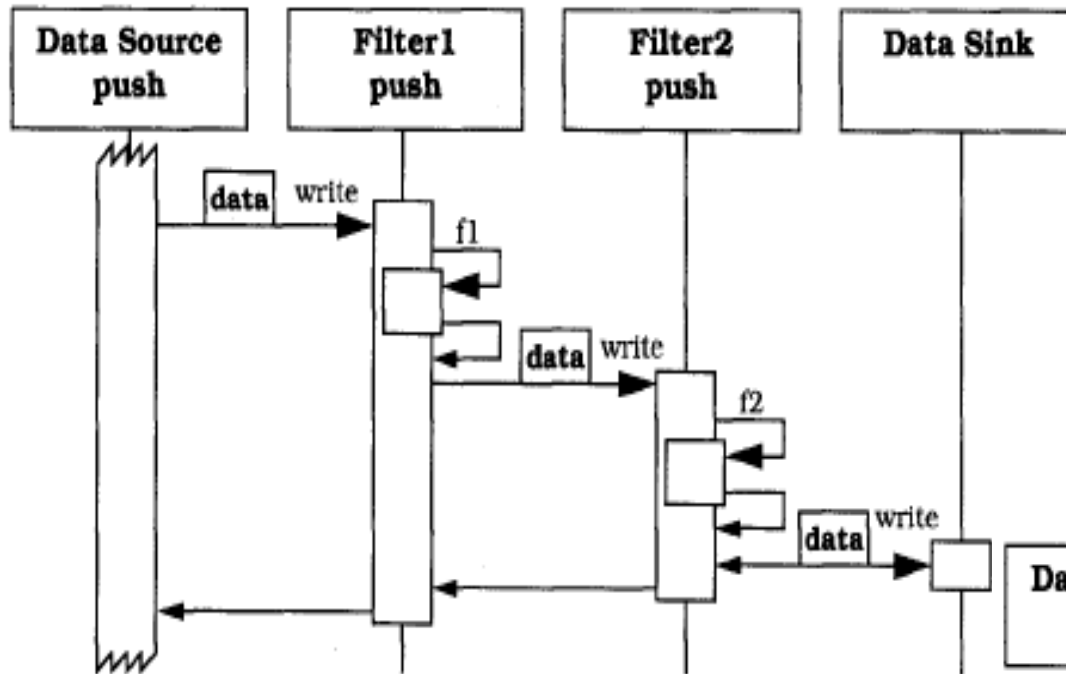 Data Source
push
Filter1
push
Filter2
push
Data Sink
data
write
f1
data
write
f2
data
write
Da